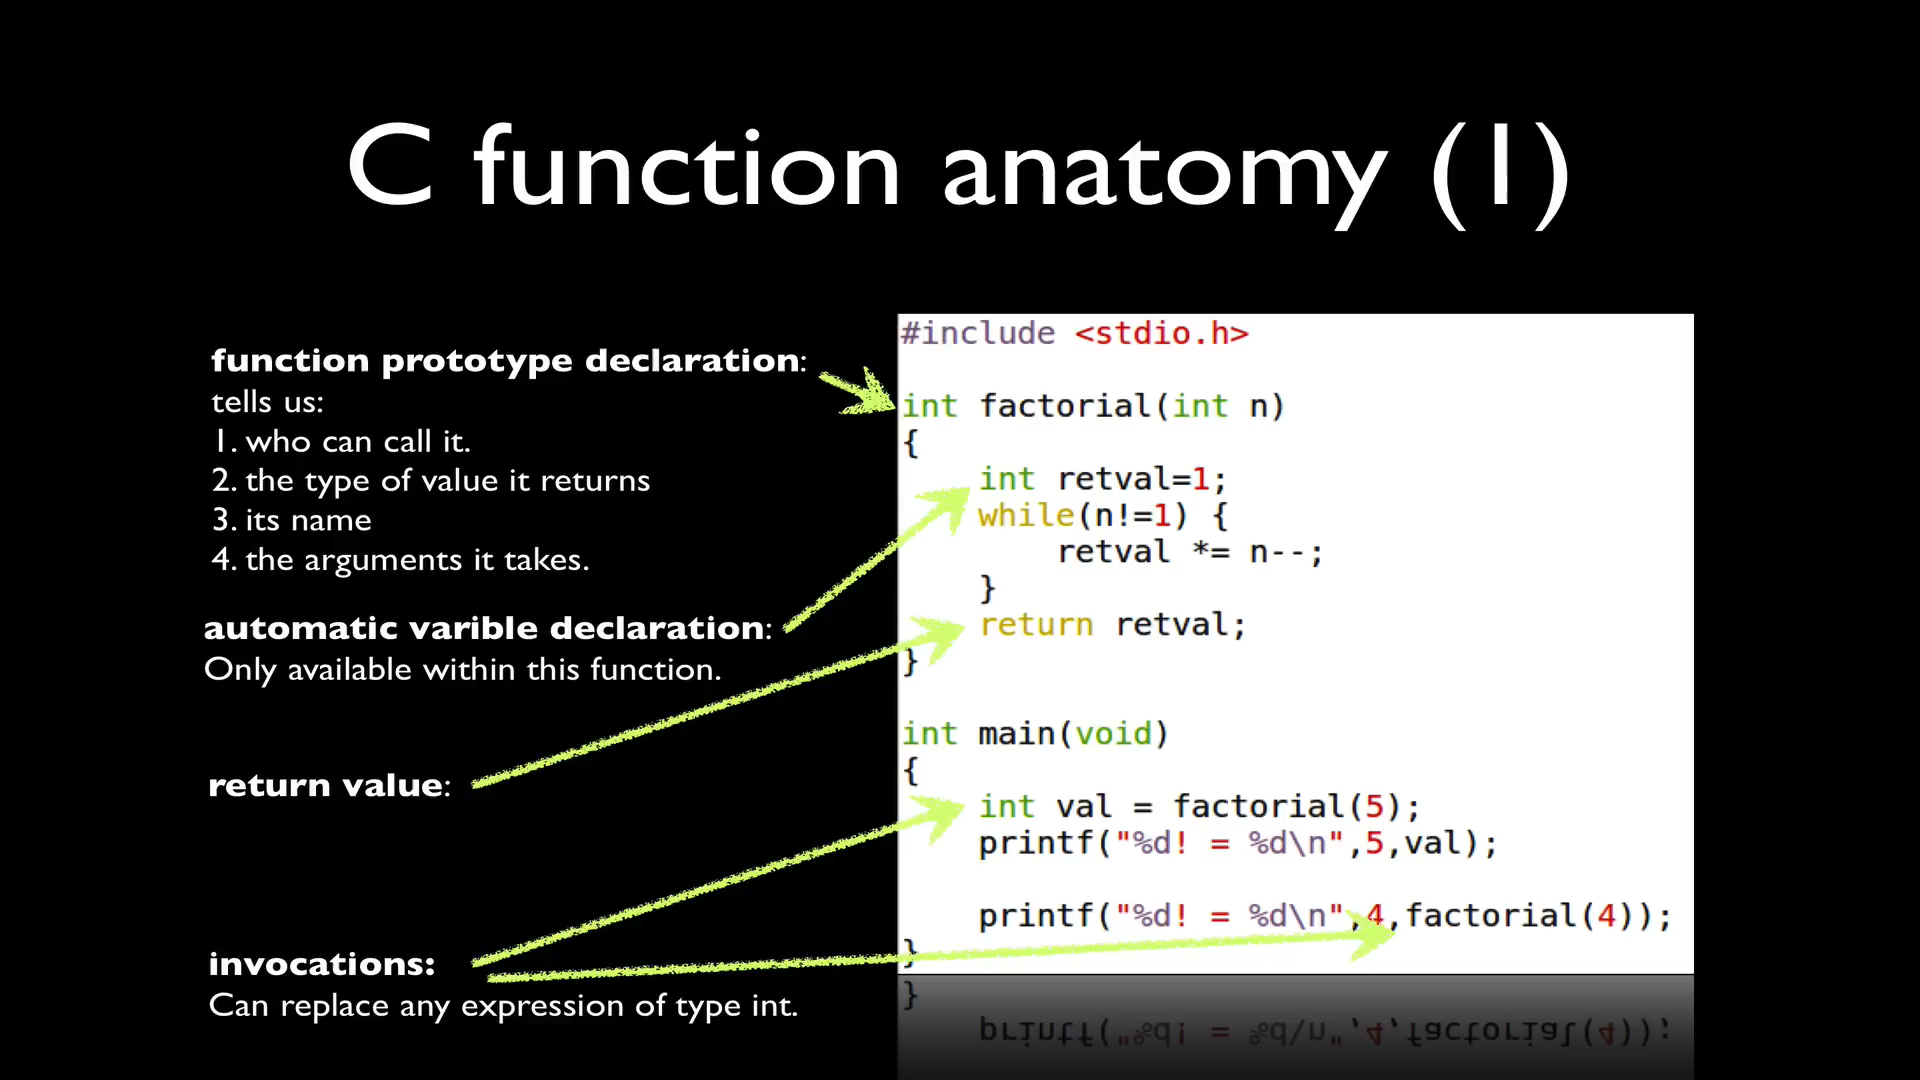 C function anatomy (1)
function prototype declaration:
tells us:
1. who can call it.
2. the type of value it returns
3. its name
4. the arguments it takes.
automatic varible declaration:
Only available within this function.
return value:
invocations:
Can replace any expression of type int.
#include <stdio.h>
int factorial(int n)
{
    int retval=1;
    while(n!=1) {
        retval *= n--;
    }
    return retval;
}
int main(void)
{
    int val = factorial(5);
    printf("%d! = %d\n",5,val);
    printf("%d! = %d\n",4,factorial(4));
}